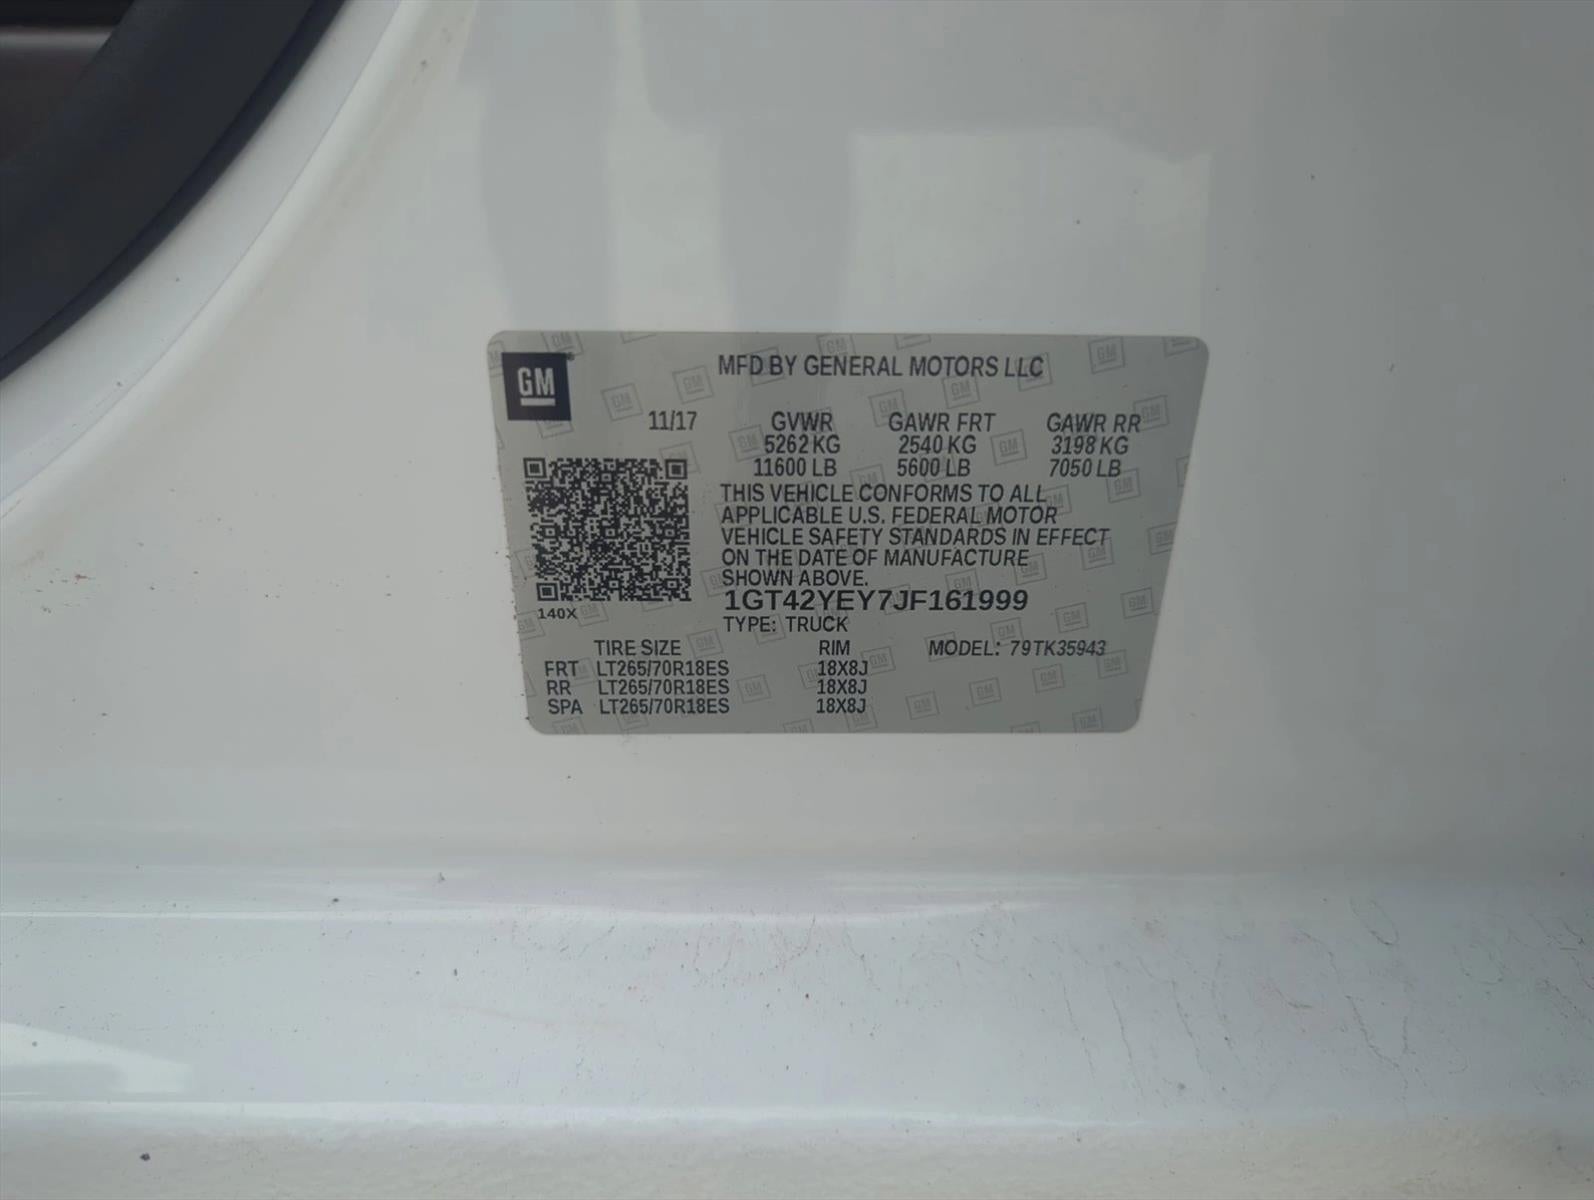 GM
MFD BY GENERAL MOTORS LLC
11/17 GVWR GAWR FRT GAWR RR
5262 KG 2540 KG 3198 KG
11600 LB 5600 LB 7050 LB
THIS VEHICLE CONFORMS TO ALL
APPLICABLE U.S. FEDERAL MOTOR
VEHICLE SAFETY STANDARDS IN EFFECT
ON THE DATE OF MANUFACTURE
SHOWN ABOVE.
140X
1GT42YEY7JF161999
TYPE: TRUCK
TIRE SIZE RIM MODEL: 79TK35943
FRT LT265/70R18ES 18X8J
RR LT265/70R18ES 18X8J
SPA LT265/70R18ES 18X8J